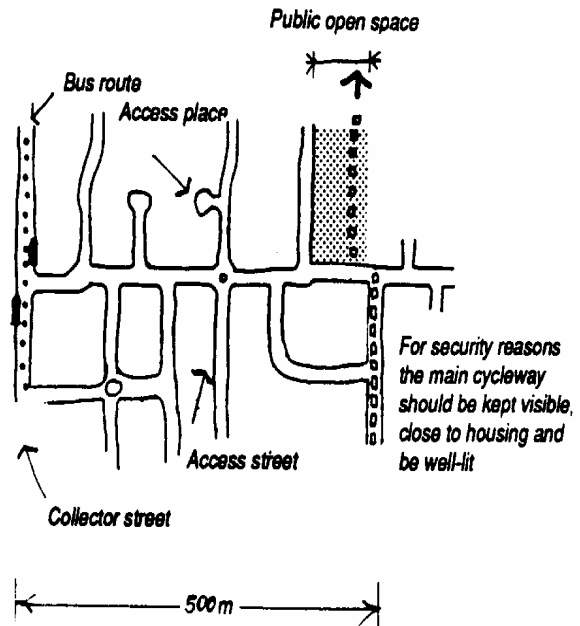 Public open space
Bus route
Access place
For security reasons
the main cycleway
should be kept visible,
close to housing and
be well-lit
Access street
Collector street
500m